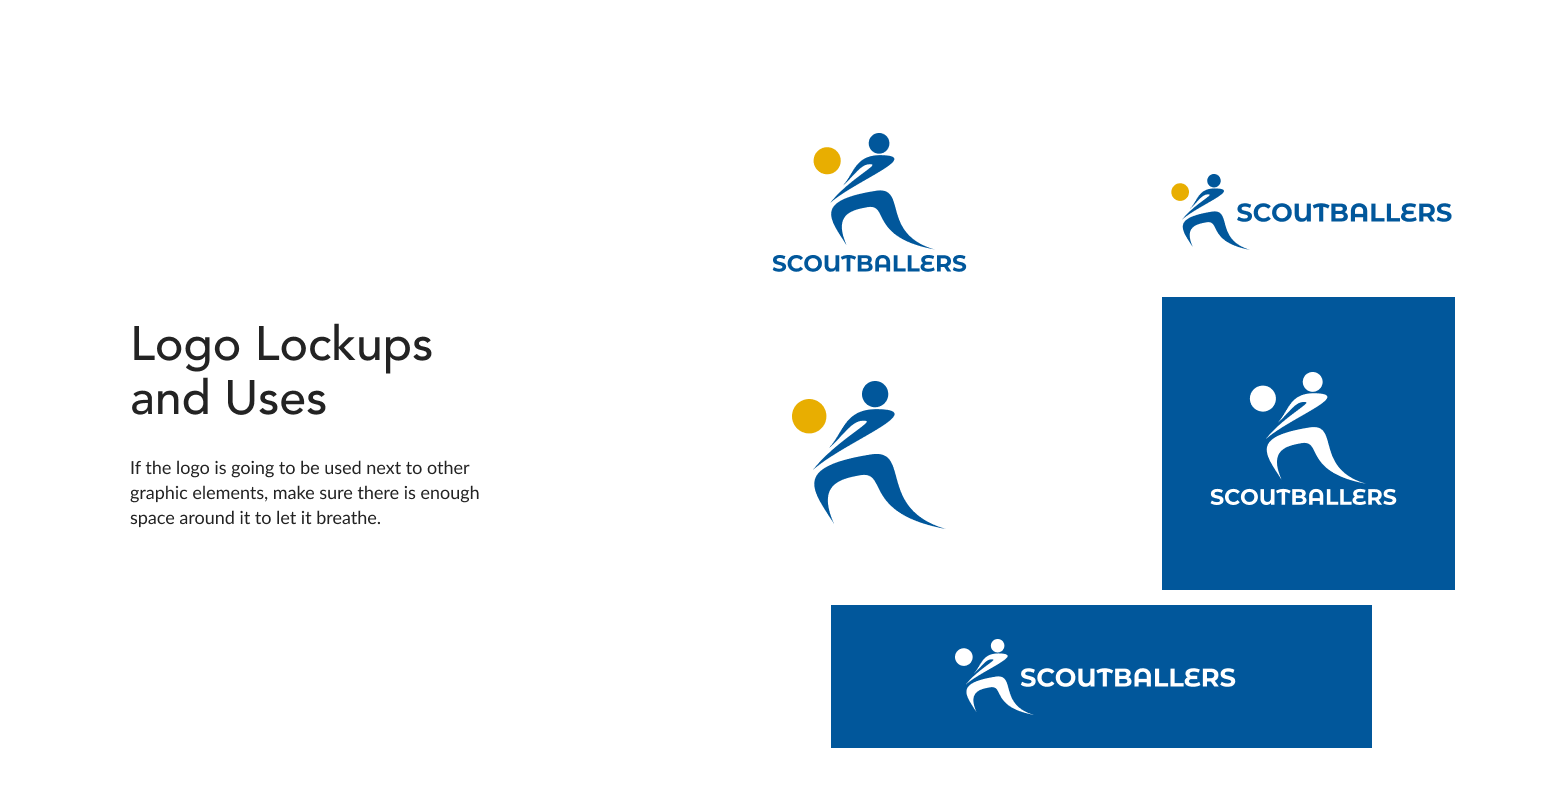 Logo Lockups
and Uses
If the logo is going to be used next to other
graphic elements, make sure there is enough
space around it to let it breathe.
SCOUTBALLERS
SCOUTBALLERS
SCOUTBALLERS
SCOUTBALLERS